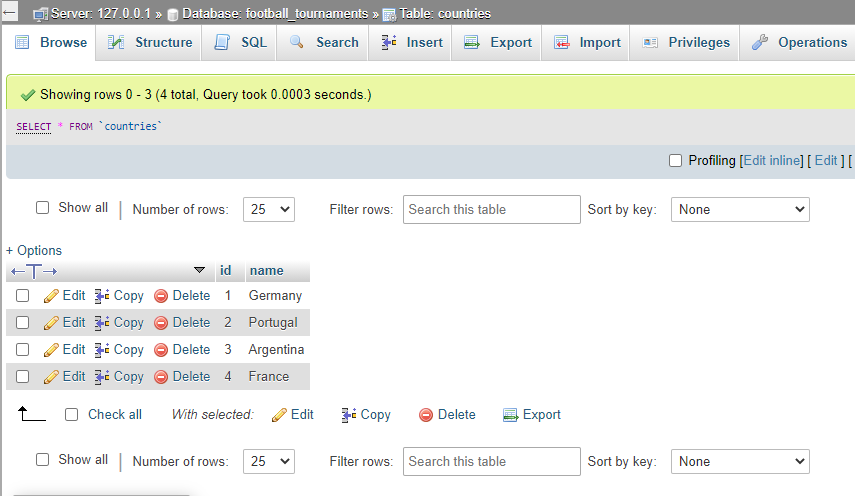 Server: 127.0.0.1 » Database: football_tournaments » Table: countries
Browse Structure SQL Search Insert Export Import Privileges Operations
Showing rows 0 - 3 (4 total, Query took 0.0003 seconds.)
SELECT * FROM `countries`
Profiling [Edit inline] [ Edit ] [
Show all | Number of rows: 25 Filter rows: Search this table Sort by key: None
+ Options
←T→ id name
Edit Copy Delete 1 Germany
Edit Copy Delete 2 Portugal
Edit Copy Delete 3 Argentina
Edit Copy Delete 4 France
Check all With selected: Edit Copy Delete Export
Show all | Number of rows: 25 Filter rows: Search this table Sort by key: None